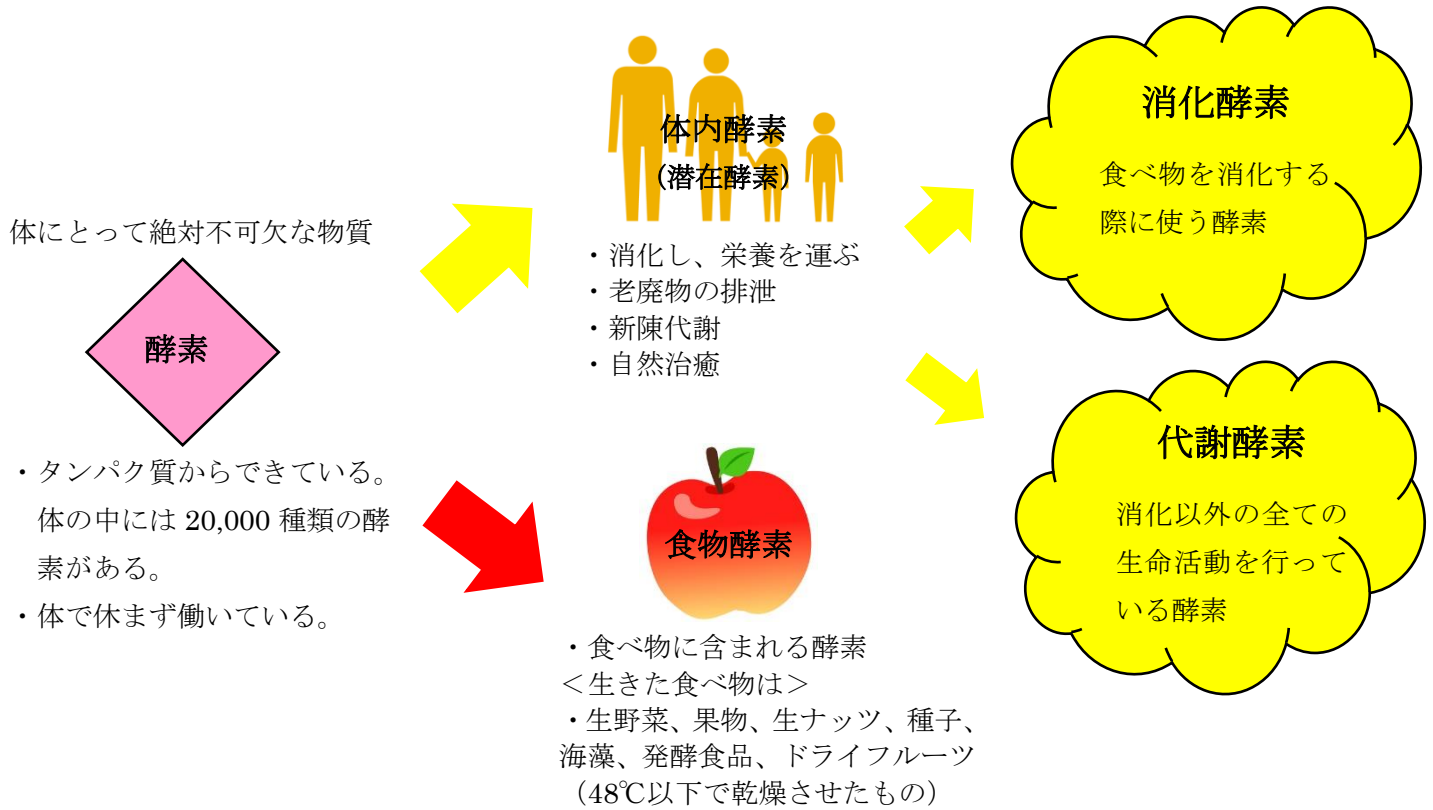 体にとって絶対不可欠な物質
酵素
・タンパク質からできている。
体の中には 20,000 種類の酵
素がある。
・体で休まず働いている。
体内酵素
(潜在酵素)
・消化し、栄養を運ぶ
・老廃物の排泄
・新陳代謝
・自然治癒
食物酵素
・食べ物に含まれる酵素
＜生きた食べ物は＞
・生野菜、果物、生ナッツ、種子、
海藻、発酵食品、ドライフルーツ
（48℃以下で乾燥させたもの）
消化酵素
食べ物を消化する
際に使う酵素
代謝酵素
消化以外の全ての
生命活動を行って
いる酵素